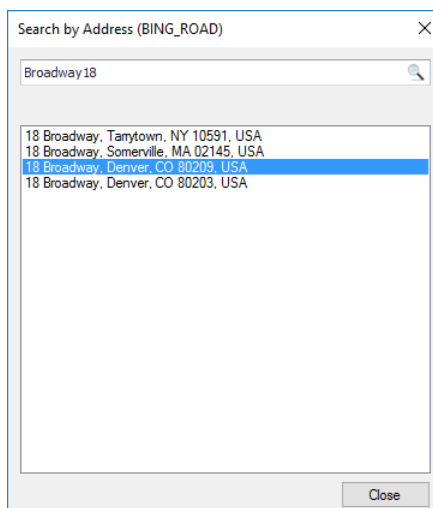 Search by Address (BING_ROAD)
Broadway18
18 Broadway, Tarrytown, NY 10591, USA
18 Broadway, Somerville, MA 02145, USA
18 Broadway, Denver, CO 80209, USA
18 Broadway, Denver, CO 80203, USA
Close